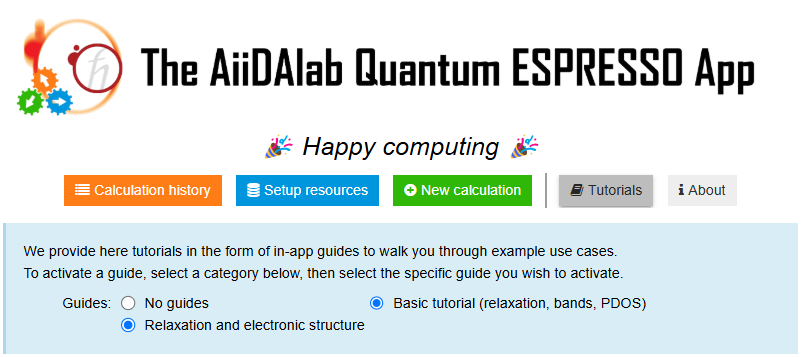 The AiiDAlab Quantum ESPRESSO App
Happy computing
Calculation history Setup resources New calculation Tutorials About
We provide here tutorials in the form of in-app guides to walk you through example use cases.
To activate a guide, select a category below, then select the specific guide you wish to activate.
Guides: No guides Basic tutorial (relaxation, bands, PDOS)
Relaxation and electronic structure